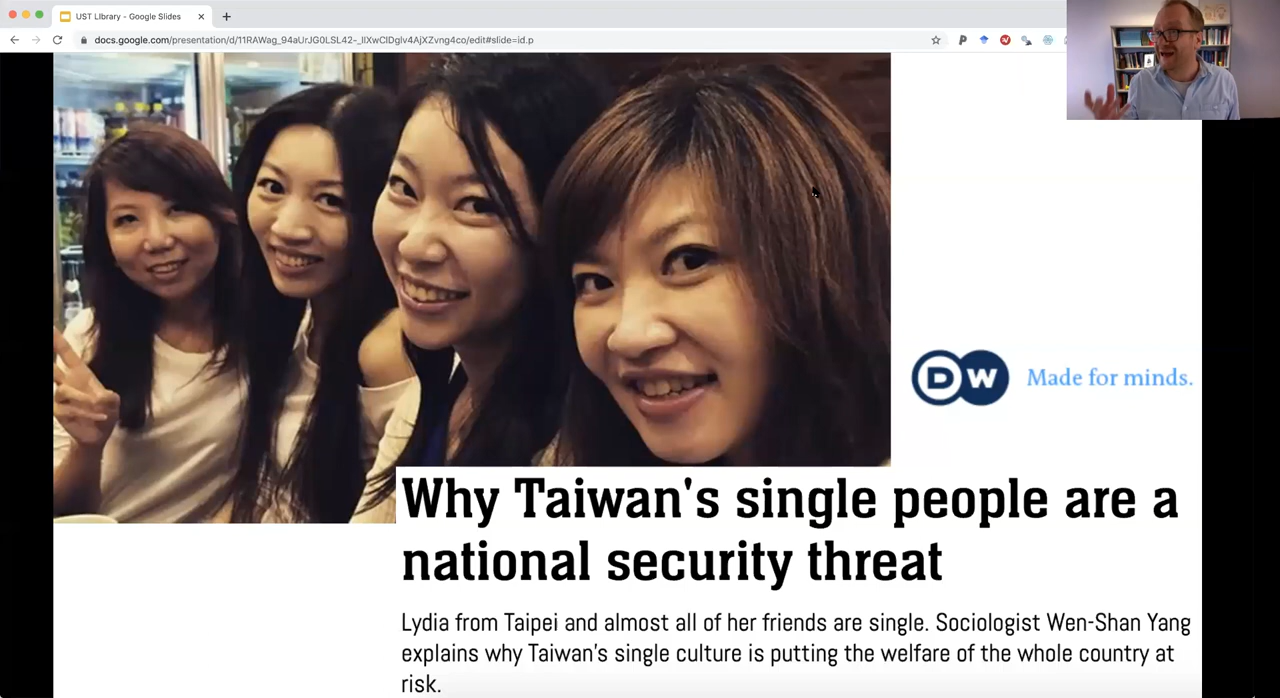 UST LIbrary - Google Slides
docs.google.com/presentation/d/11RAWag_94aUrJG0LSL42-_IlXwClDglv4AjXZvng4co/edit#slide=id.p
DW Made for minds.
Why Taiwan's single people are a
national security threat
Lydia from Taipei and almost all of her friends are single. Sociologist Wen-Shan Yang
explains why Taiwan's single culture is putting the welfare of the whole country at
risk.